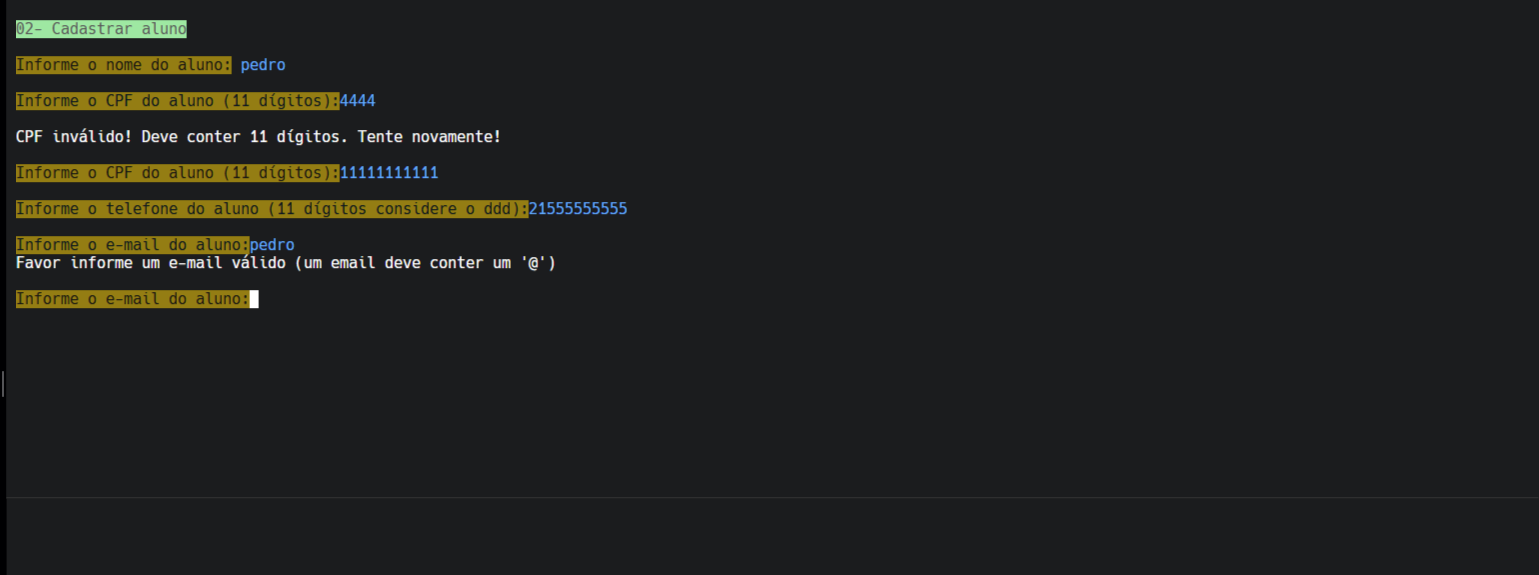 02- Cadastrar aluno
Informe o nome do aluno: pedro
Informe o CPF do aluno (11 dígitos):4444
CPF inválido! Deve conter 11 dígitos. Tente novamente!
Informe o CPF do aluno (11 dígitos):11111111111
Informe o telefone do aluno (11 dígitos considere o ddd):21555555555
Informe o e-mail do aluno:pedro
Favor informe um e-mail válido (um email deve conter um '@')
Informe o e-mail do aluno: